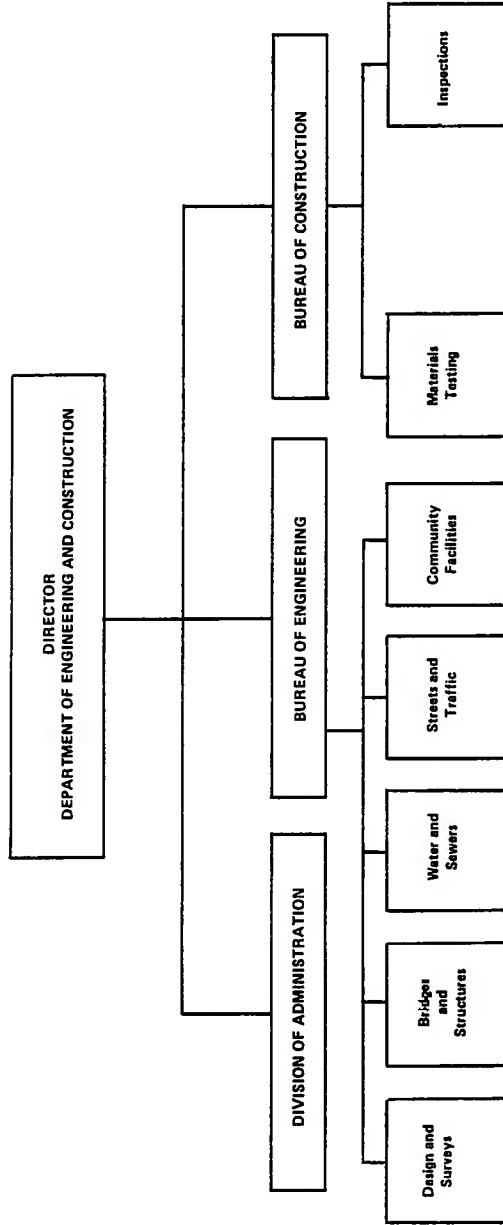 DIRECTOR
DEPARTMENT OF ENGINEERING AND CONSTRUCTION
DIVISION OF ADMINISTRATION
BUREAU OF ENGINEERING
BUREAU OF CONSTRUCTION
Design and
Surveys
Bridges
and
Structures
Water and
Sewers
Streets and
Traffic
Community
Facilities
Materials
Testing
Inspections